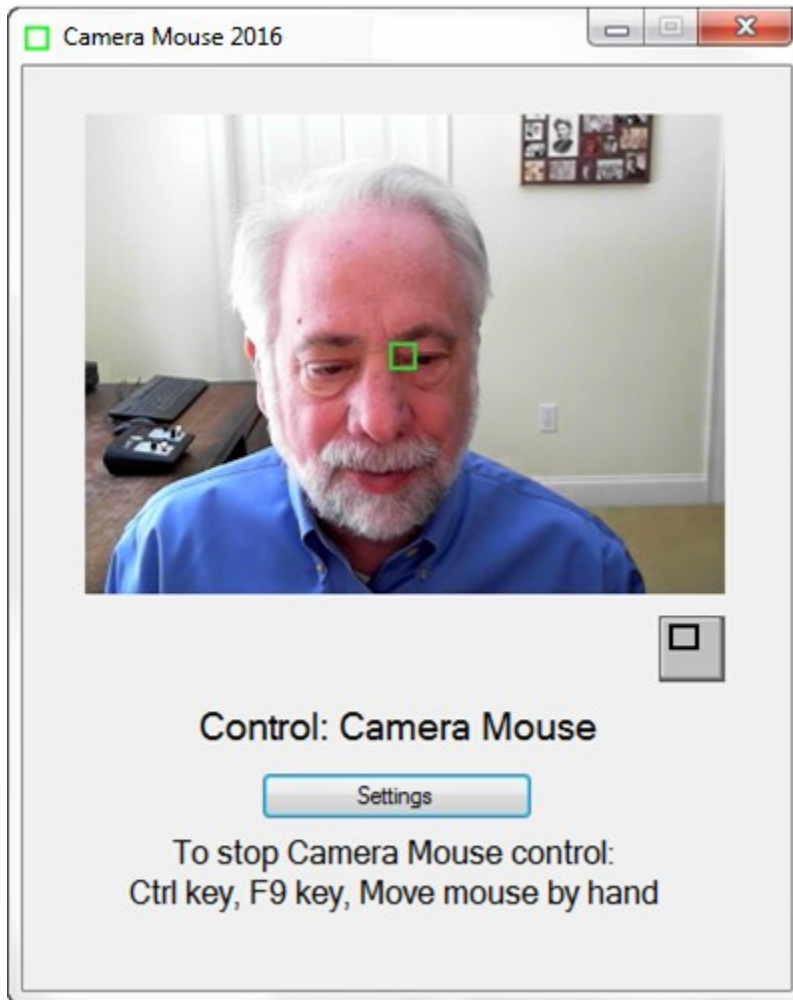 Camera Mouse 2016
Control: Camera Mouse
Settings
To stop Camera Mouse control:
Ctrl key, F9 key, Move mouse by hand